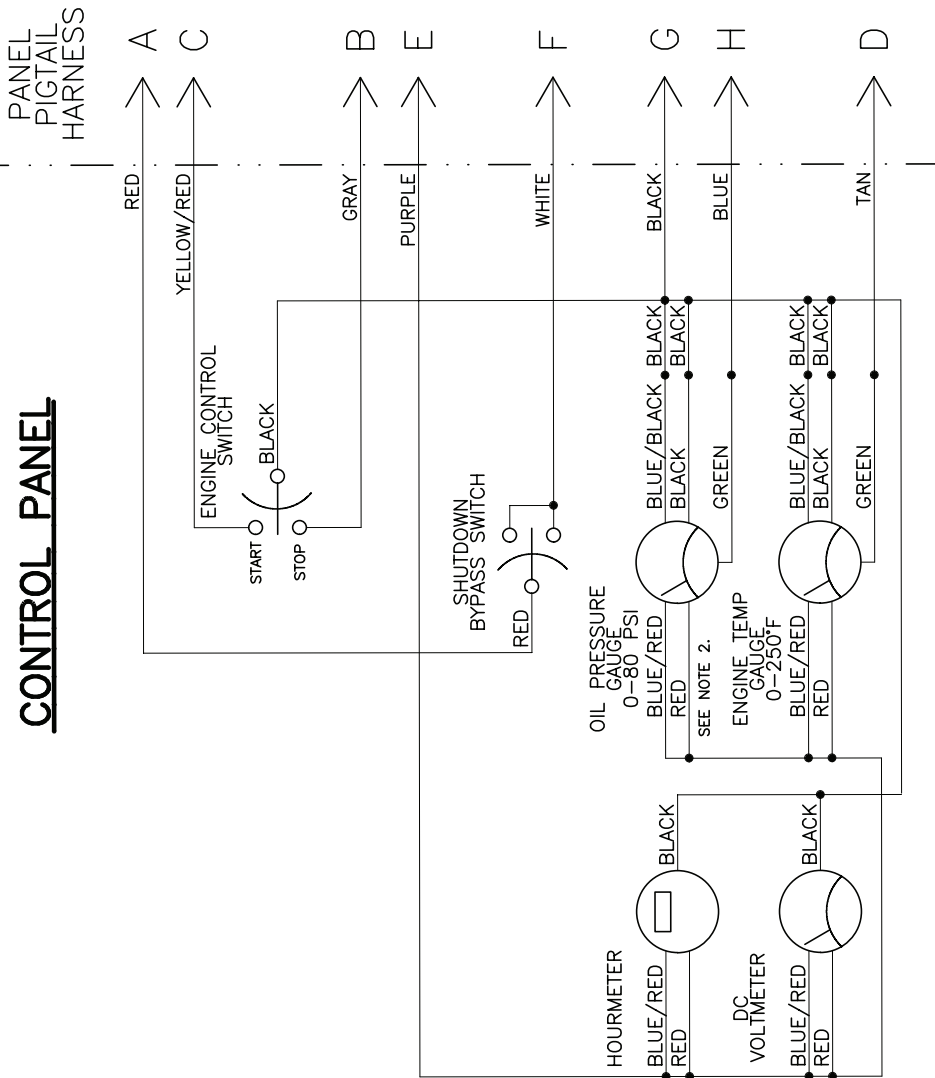 PANEL
PIGTAIL
HARNESS
A
C
B
E
F
G
H
D
RED
YELLOW/RED
GRAY
PURPLE
WHITE
BLACK
BLUE
TAN
CONTROL PANEL
ENGINE CONTROL
SWITCH
BLACK
START
STOP
SHUTDOWN
BYPASS SWITCH
RED
BLACK
BLACK
BLACK
BLACK
BLUE/BLACK
BLACK
GREEN
BLUE/BLACK
BLACK
GREEN
OIL PRESSURE
GAUGE
0-80 PSI
BLUE/RED
RED
SEE NOTE 2.
ENGINE TEMP
GAUGE
0-250°F
BLUE/RED
RED
HOURMETER
BLUE/RED
RED
BLACK
DC
VOLTMETER
BLUE/RED
RED
BLACK